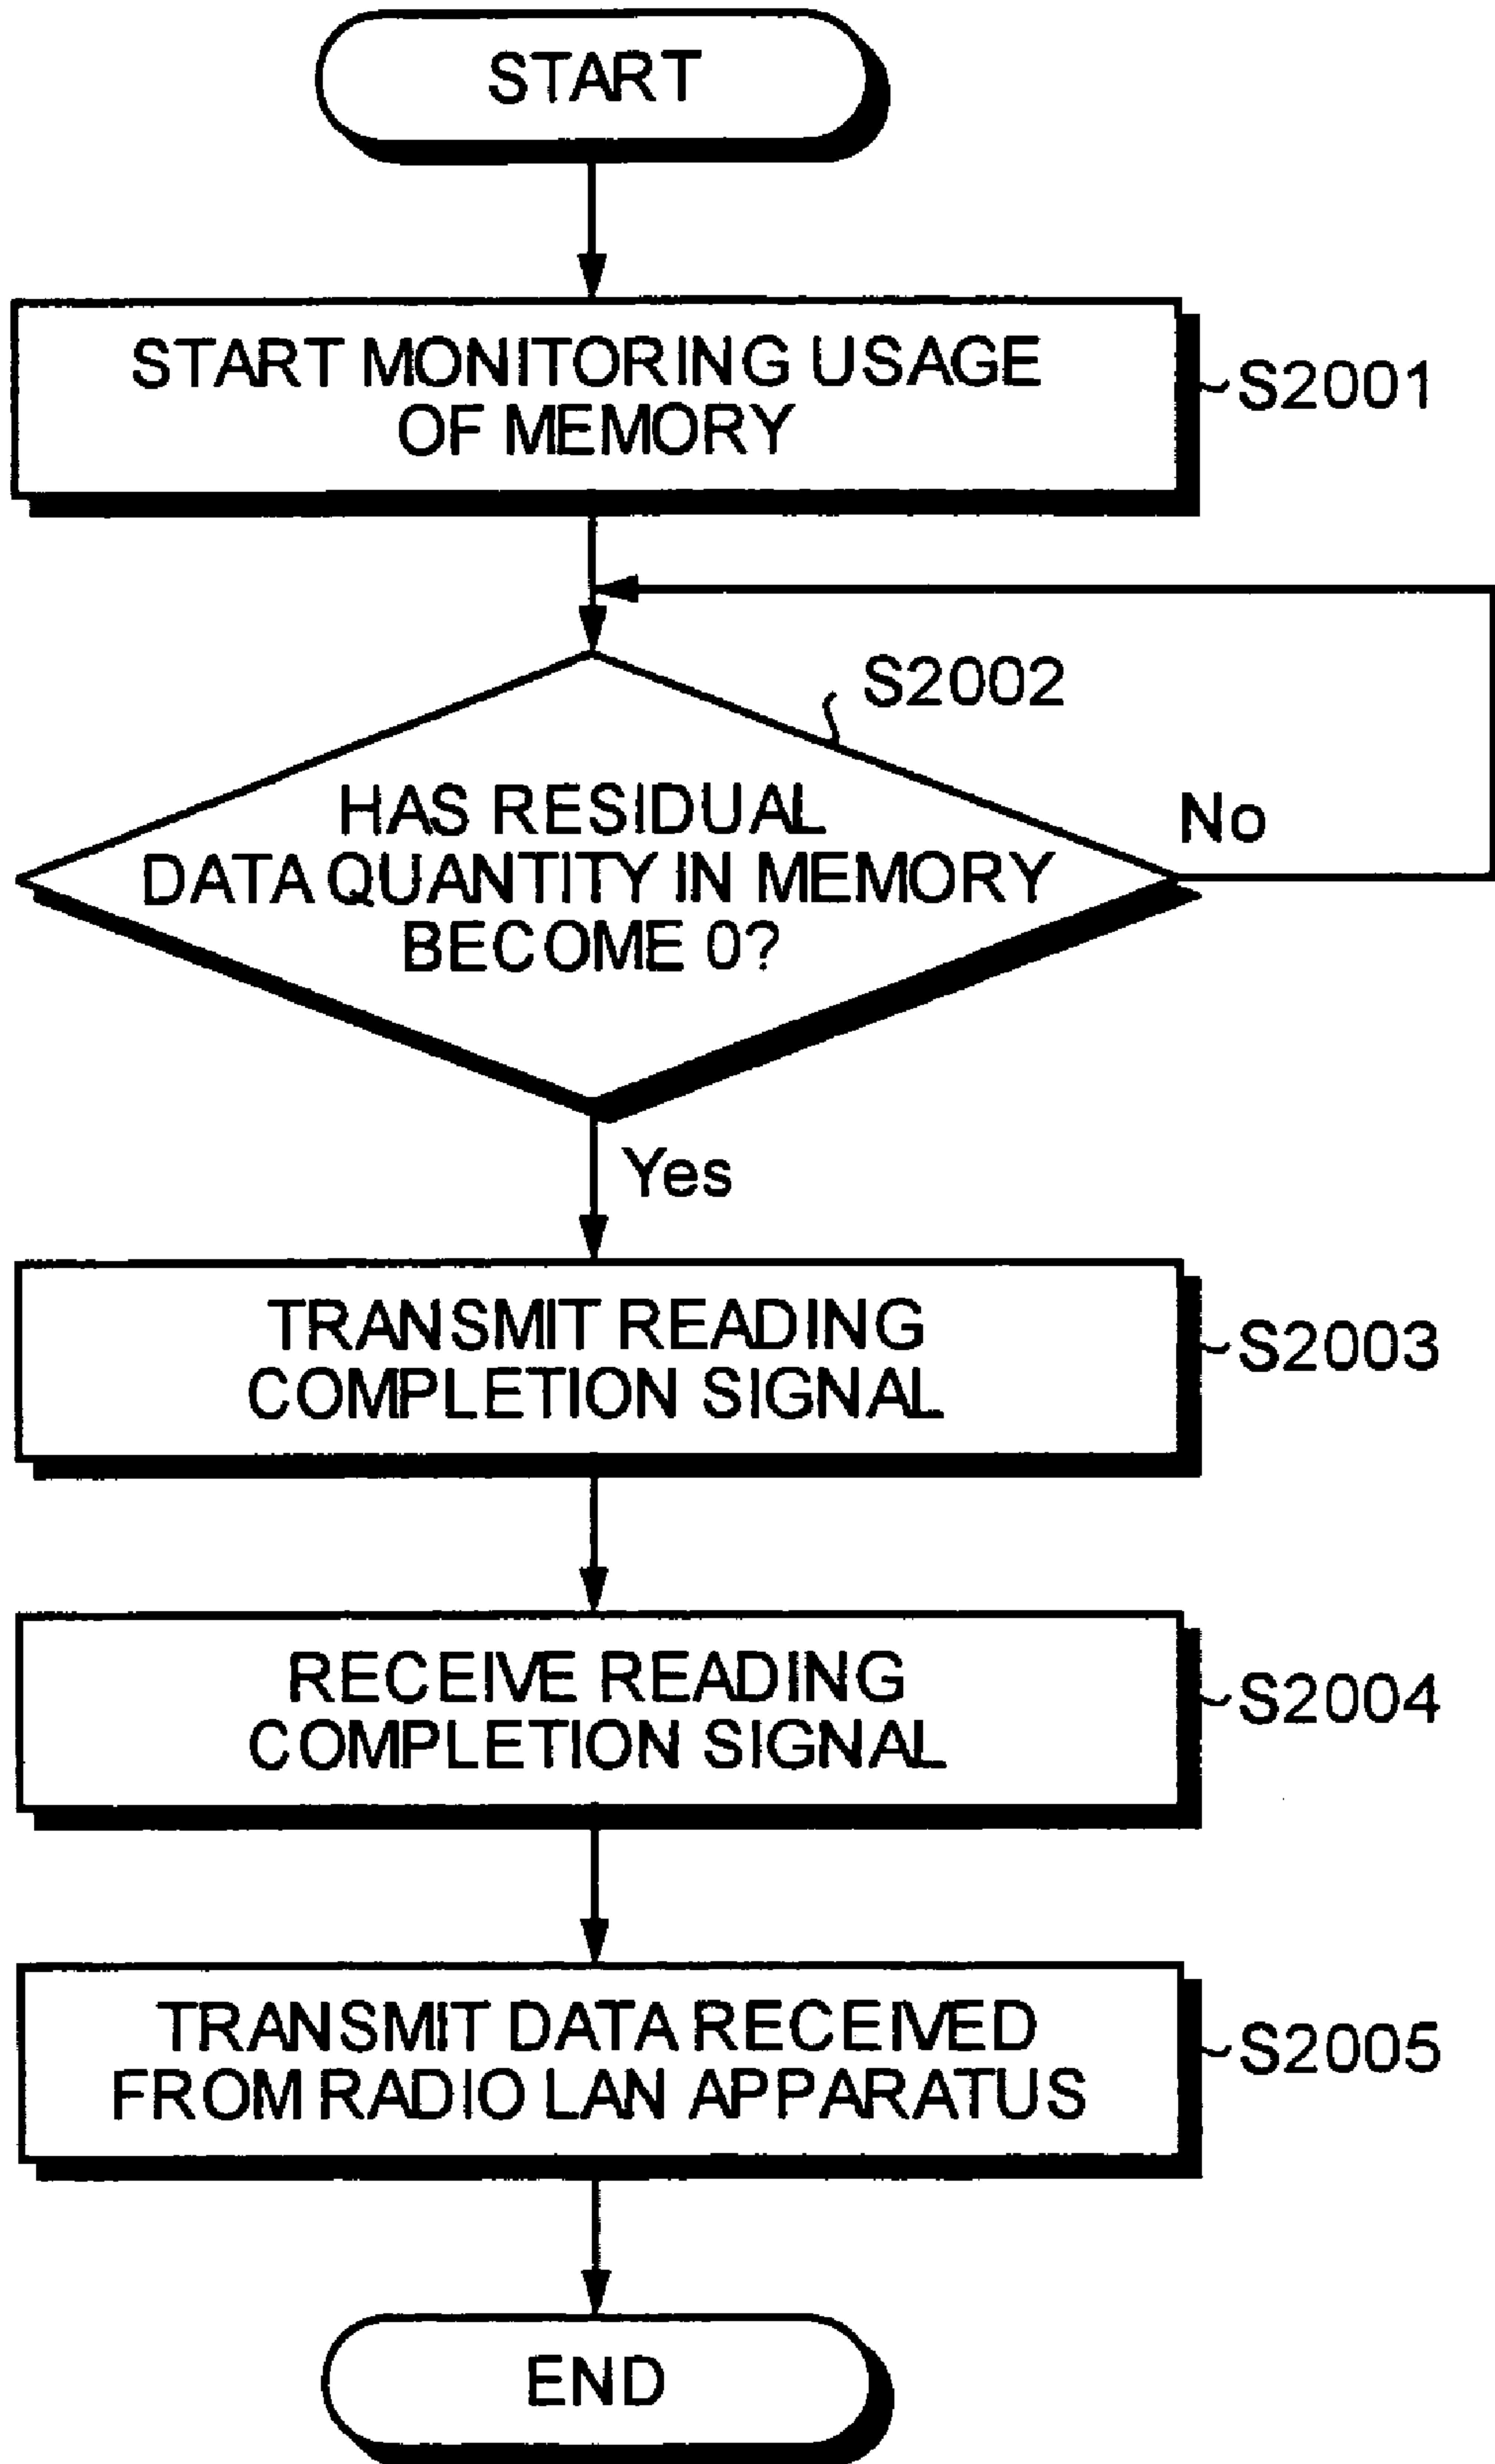 START
START MONITORING USAGE
OF MEMORY
S2001
S2002
HAS RESIDUAL
DATA QUANTITY IN MEMORY
BECOME 0?
No
Yes
TRANSMIT READING
COMPLETION SIGNAL
S2003
RECEIVE READING
COMPLETION SIGNAL
S2004
TRANSMIT DATA RECEIVED
FROM RADIO LAN APPARATUS
S2005
END